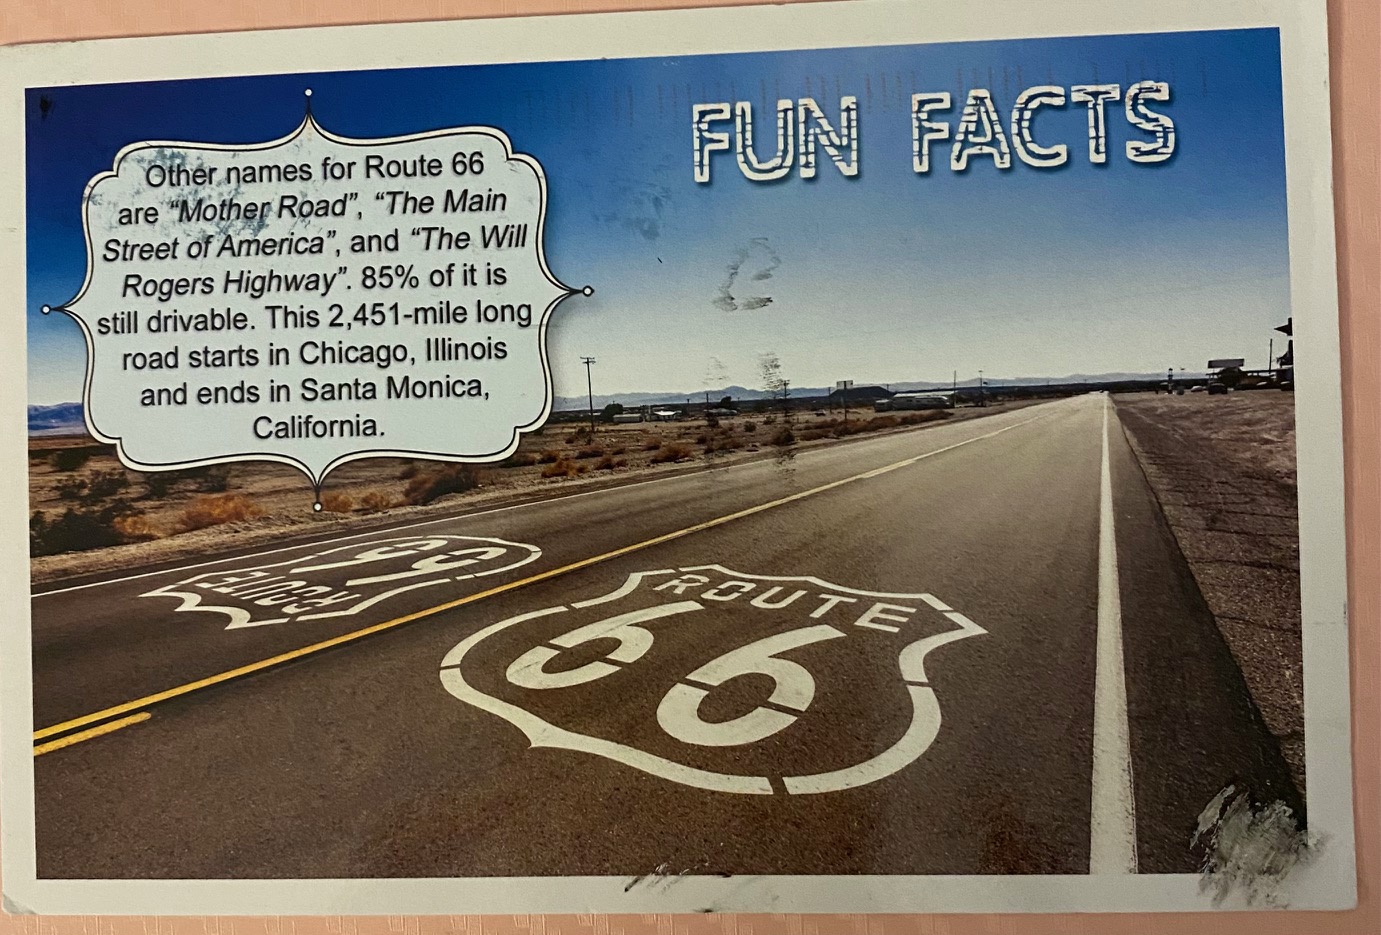 FUN FACTS
Other names for Route 66
are “Mother Road”, “The Main
Street of America”, and “The Will
Rogers Highway”. 85% of it is
still drivable. This 2,451-mile long
road starts in Chicago, Illinois
and ends in Santa Monica,
California.
ROUTE
66
ROUTE
66